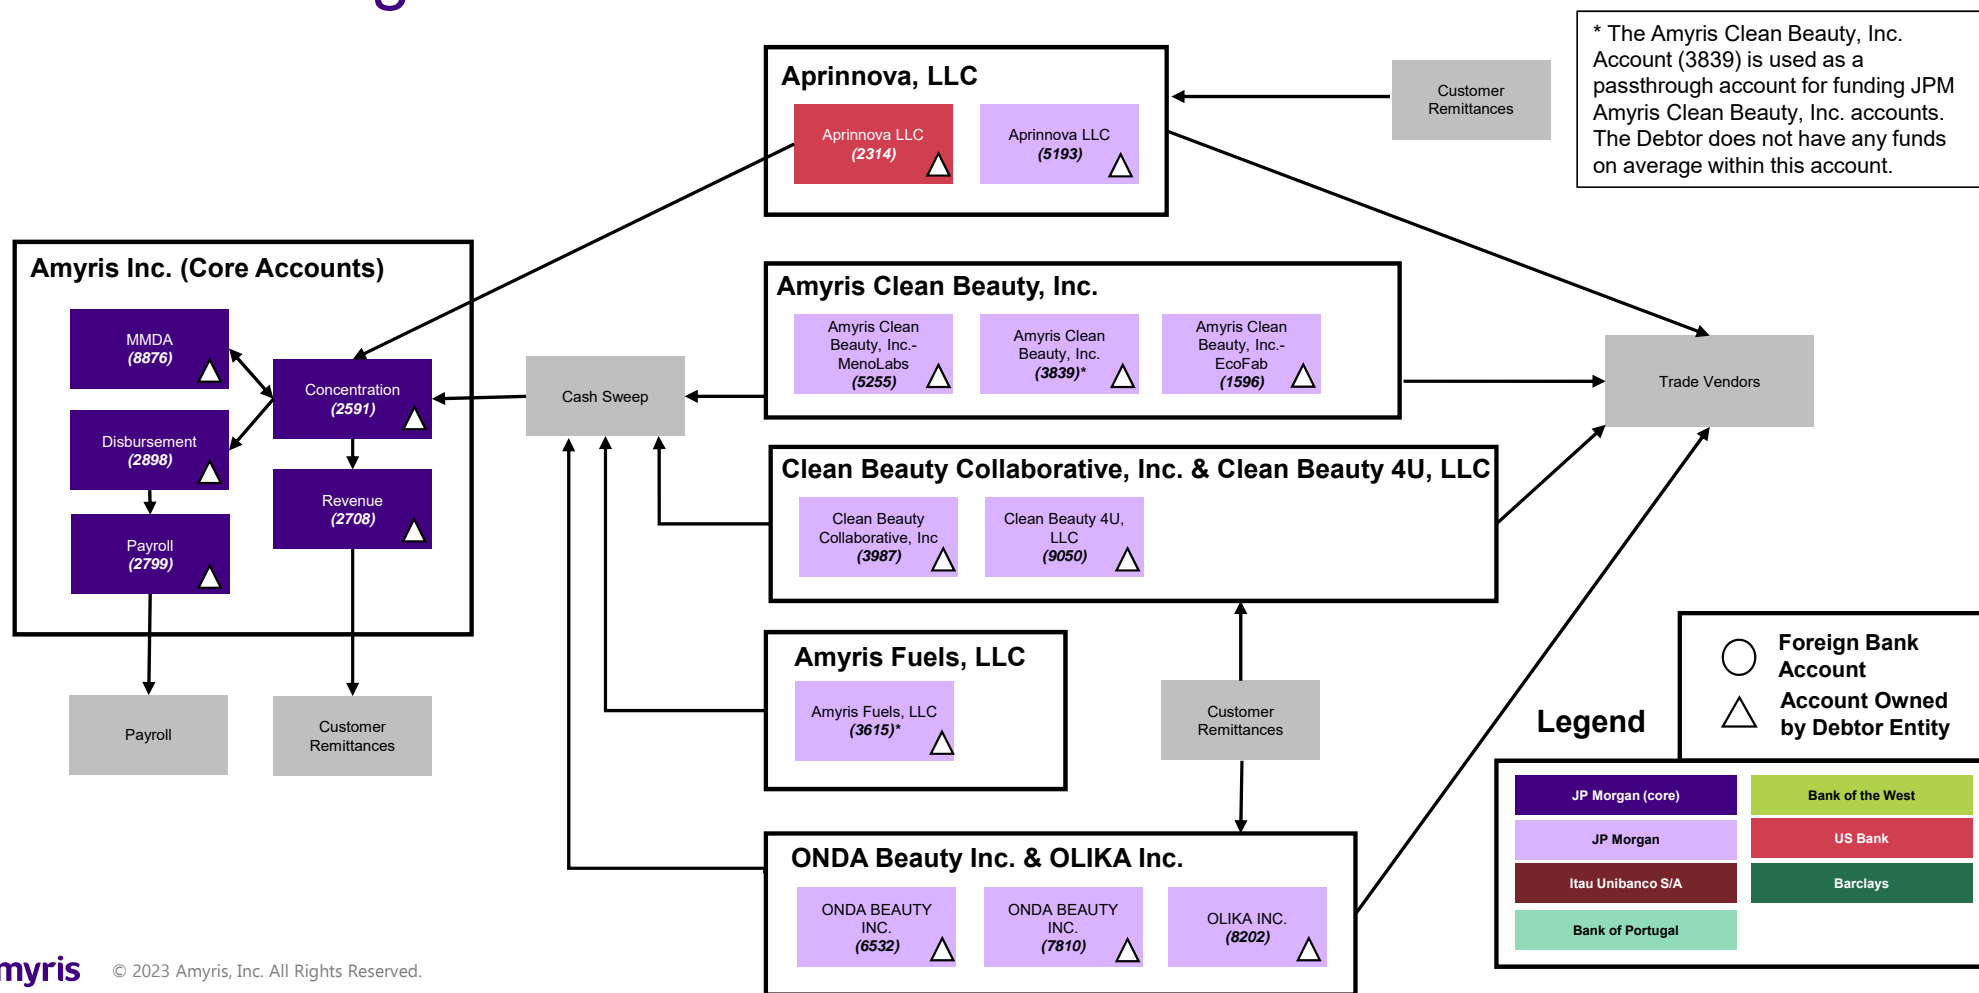 * The Amyris Clean Beauty, Inc.
Account (3839) is used as a
passthrough account for funding JPM
Amyris Clean Beauty, Inc. accounts.
The Debtor does not have any funds
on average within this account.
Aprinnova, LLC
Aprinnova LLC
(2314)
Aprinnova LLC
(5193)
Customer
Remittances
Amyris Inc. (Core Accounts)
MMDA
(8876)
Concentration
(2591)
Disbursement
(2898)
Revenue
(2708)
Payroll
(2799)
Payroll
Customer
Remittances
Cash Sweep
Amyris Clean Beauty, Inc.
Amyris Clean
Beauty, Inc.-
MenoLabs
(5255)
Amyris Clean
Beauty, Inc.
(3839)*
Amyris Clean
Beauty, Inc.-
EcoFab
(1596)
Trade Vendors
Clean Beauty Collaborative, Inc. & Clean Beauty 4U, LLC
Clean Beauty
Collaborative, Inc
(3987)
Clean Beauty 4U,
LLC
(9050)
Amyris Fuels, LLC
Amyris Fuels, LLC
(3615)*
Customer
Remittances
ONDA Beauty Inc. & OLIKA Inc.
ONDA BEAUTY
INC.
(6532)
ONDA BEAUTY
INC.
(7810)
OLIKA INC.
(8202)
Legend
Foreign Bank
Account
Account Owned
by Debtor Entity
JP Morgan (core)
Bank of the West
JP Morgan
US Bank
Itau Unibanco S/A
Barclays
Bank of Portugal
myris
© 2023 Amyris, Inc. All Rights Reserved.